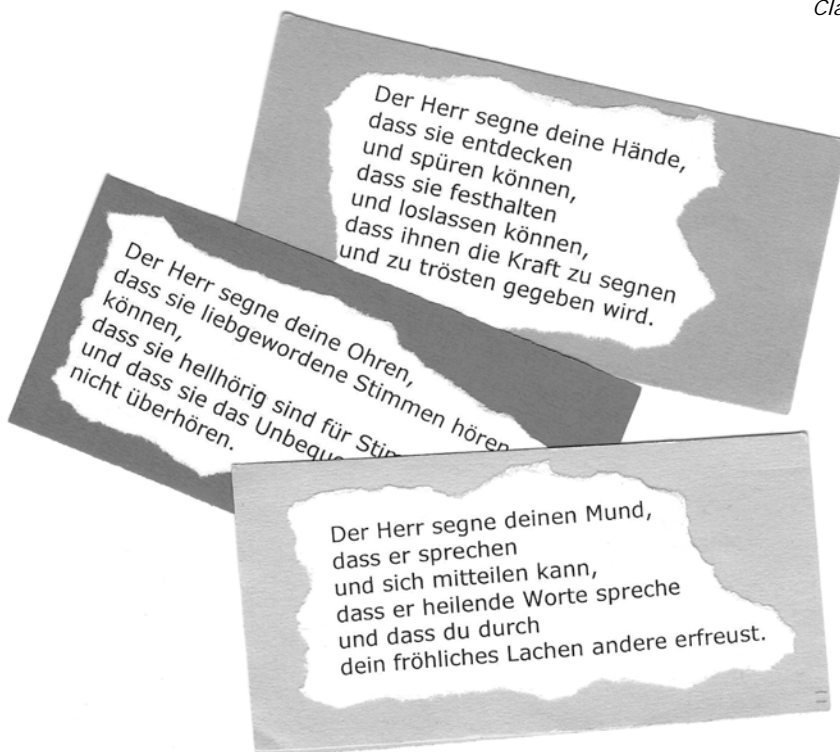 Der Herr segne deine Hände,
dass sie entdecken
und spüren können,
dass sie festhalten
und loslassen können,
dass ihnen die Kraft zu segnen
und zu trösten gegeben wird.
Der Herr segne deine Ohren,
dass sie liebgewordene Stimmen hören
können,
dass sie hellhörig sind für
und dass sie das
nicht überhören.
Der Herr segne deinen Mund,
dass er sprechen
und sich mitteilen kann,
dass er heilende Worte spreche
und dass du durch
dein fröhliches Lachen andere erfreust.